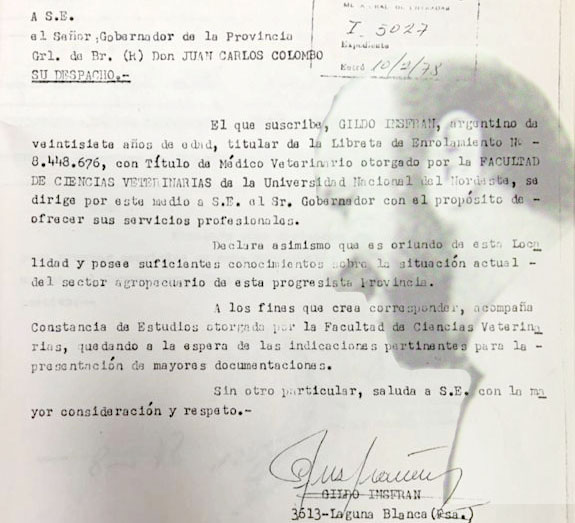 A S.E.
el Señor Gobernador de la Provincia
Grl. de Br. (R) Don JUAN CARLOS COLOMBO
SU DESPACHO.-
DE ENTRADAS
I. 5027
Expediente
Entró 10/2/78
El que suscribe, GILDO INSFRAN, argentino de
veintisiete años de edad, titular de la Libreta de Enrolamiento Nº -
8.448.676, con Título de Médico Veterinario otorgado por la FACULTAD
DE CIENCIAS VETERINARIAS de la Universidad Nacional del Nordeste, se
dirige por este medio a S.E. el Sr. Gobernador con el propósito de -
ofrecer sus servicios profesionales.
Declara asimismo que es oriundo de esta Loca
lidad y posee suficientes conocimientos sobre la situación actual -
del sector agropecuario de esta progresista Provincia.
A los fines que crea corresponder, acompaña
Constancia de Estudios otorgada por la Facultad de Ciencias Veterina
rias, quedando a la espera de las indicaciones pertinentes para la -
presentación de mayores documentaciones.
Sin otro particular, saluda a S.E. con la ma
yor consideración y respeto.-
GILDO INSFRAN
3613-Laguna Blanca (Fsa.)